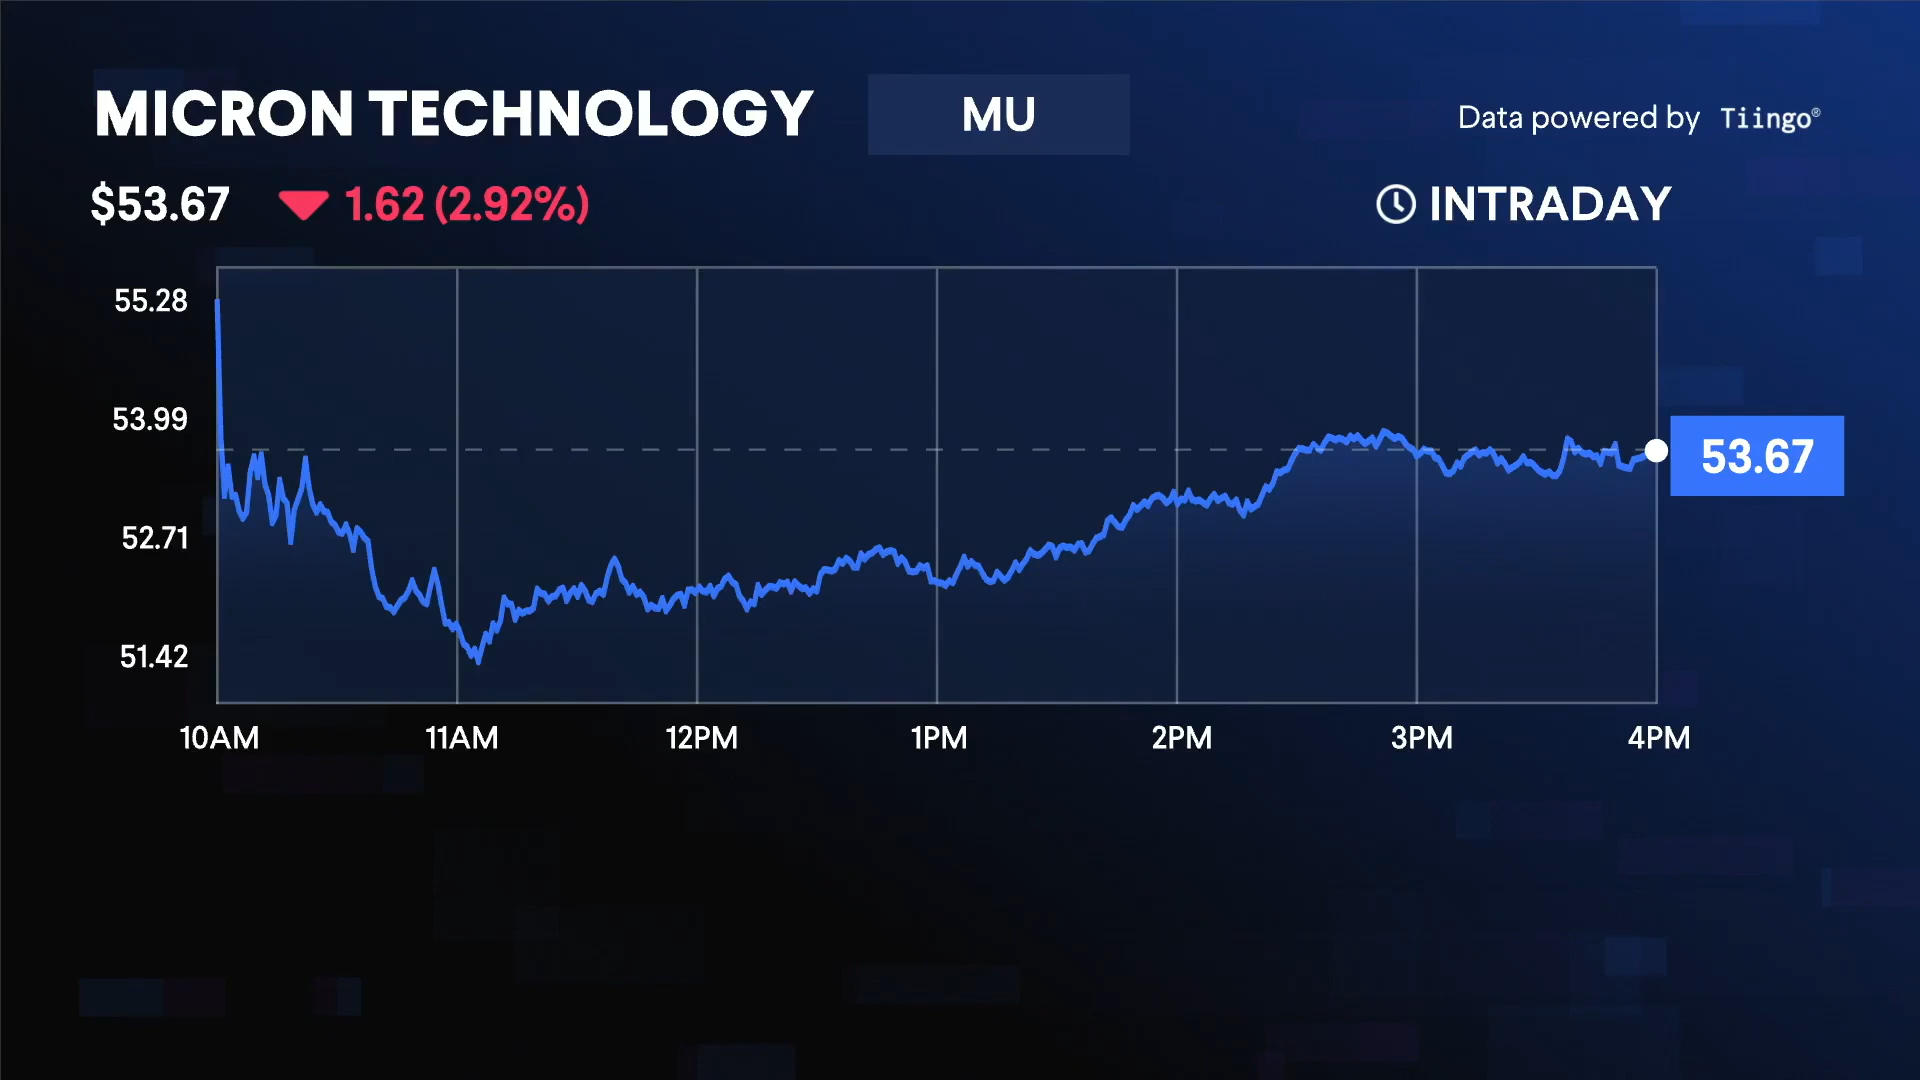 MICRON TECHNOLOGY MU Data powered by Tiingo®
$53.67 1.62 (2.92%) INTRADAY
55.28
53.99
53.67
52.71
51.42
10AM 11AM 12PM 1PM 2PM 3PM 4PM